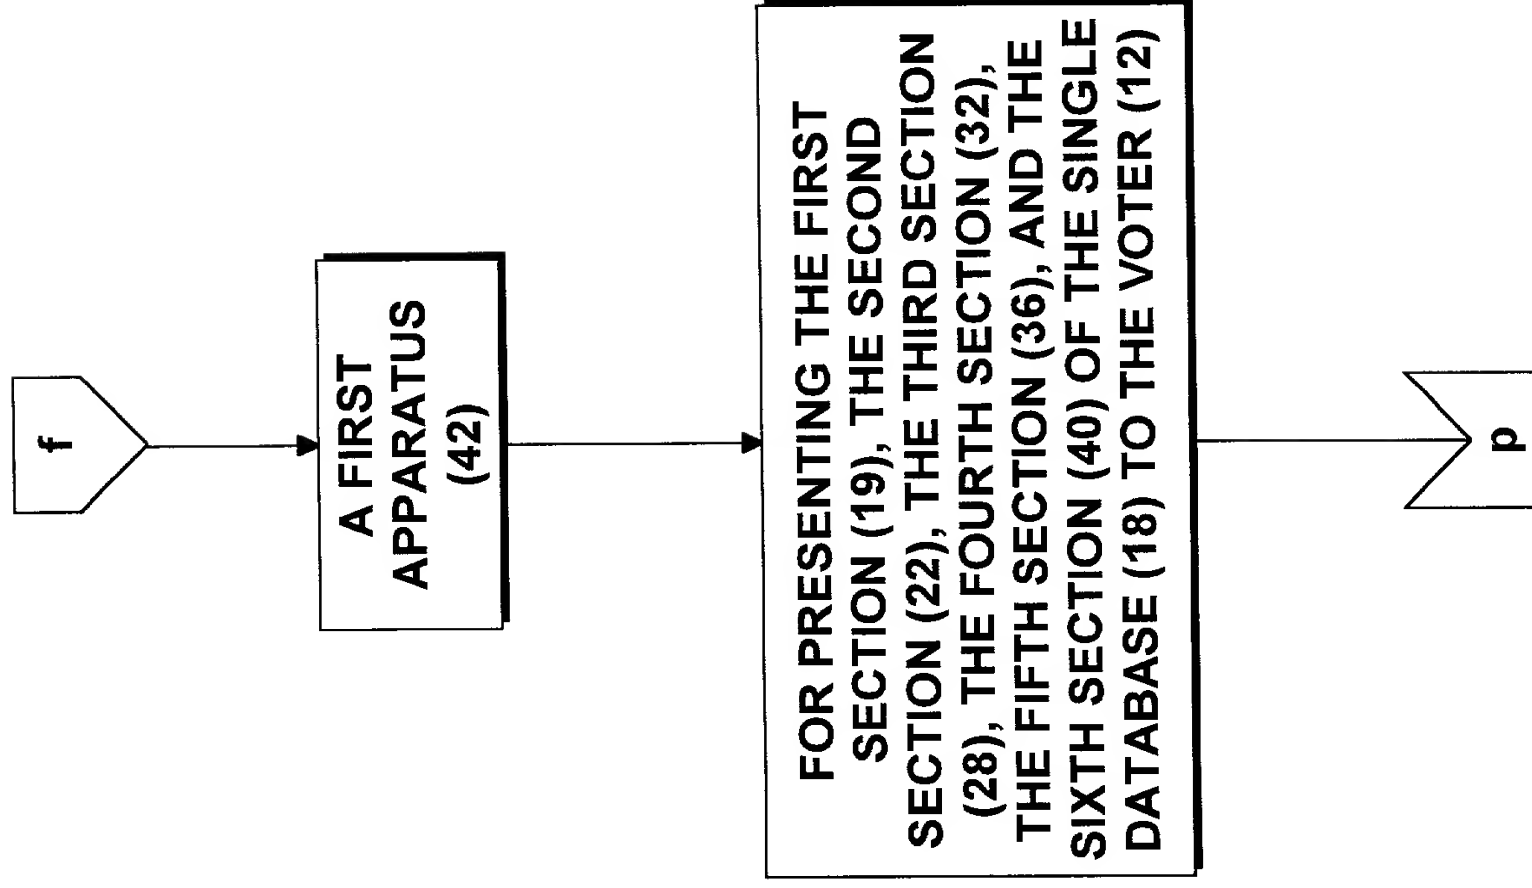 f
A FIRST
APPARATUS
(42)
FOR PRESENTING THE FIRST
SECTION (19), THE SECOND
SECTION (22), THE THIRD SECTION
(28), THE FOURTH SECTION (32),
THE FIFTH SECTION (36), AND THE
SIXTH SECTION (40) OF THE SINGLE
DATABASE (18) TO THE VOTER (12)
g